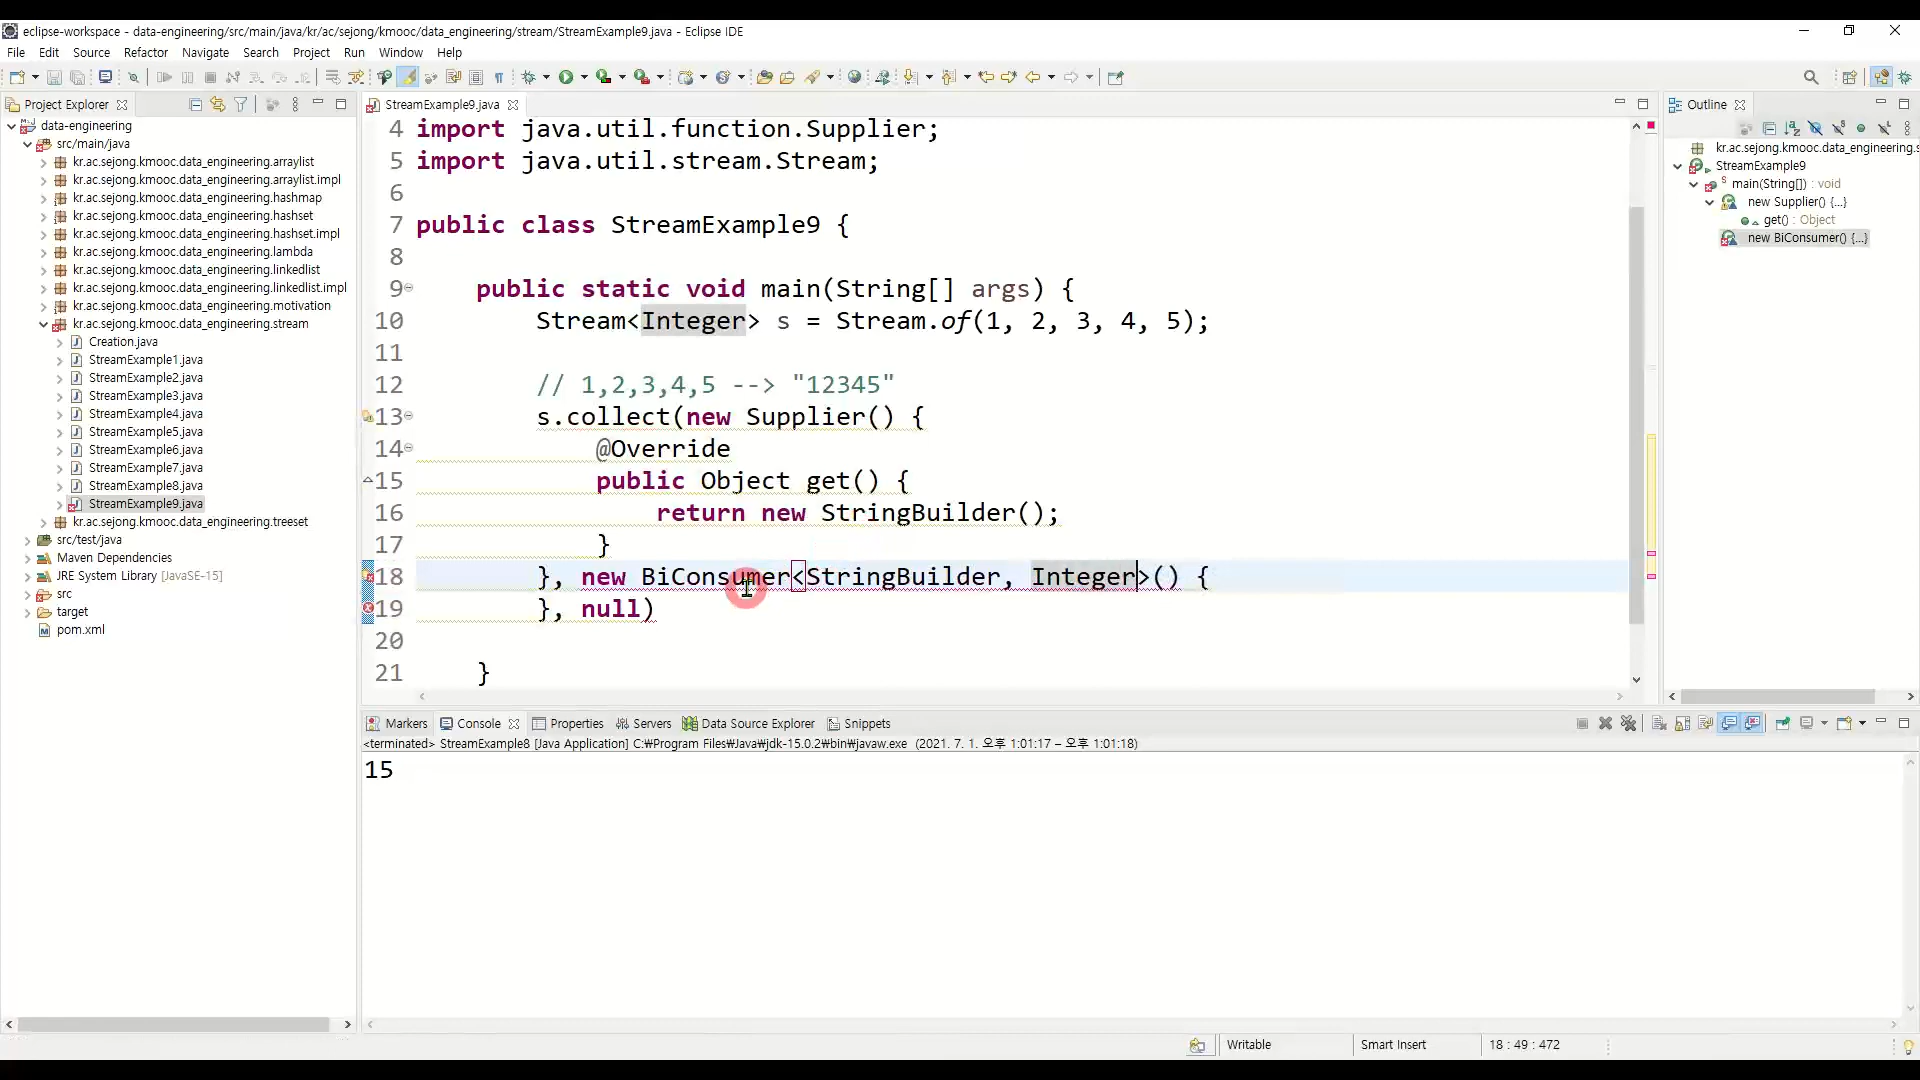 eclipse-workspace - data-engineering/src/main/java/kr/ac/sejong/kmooc/data_engineering/stream/StreamExample9.java - Eclipse IDE
File Edit Source Refactor Navigate Search Project Run Window Help
Project Explorer
data-engineering
src/main/java
kr.ac.sejong.kmooc.data_engineering.arraylist
kr.ac.sejong.kmooc.data_engineering.arraylist.impl
kr.ac.sejong.kmooc.data_engineering.hashmap
kr.ac.sejong.kmooc.data_engineering.hashset
kr.ac.sejong.kmooc.data_engineering.hashset.impl
kr.ac.sejong.kmooc.data_engineering.lambda
kr.ac.sejong.kmooc.data_engineering.linkedlist
kr.ac.sejong.kmooc.data_engineering.linkedlist.impl
kr.ac.sejong.kmooc.data_engineering.motivation
kr.ac.sejong.kmooc.data_engineering.stream
Creation.java
StreamExample1.java
StreamExample2.java
StreamExample3.java
StreamExample4.java
StreamExample5.java
StreamExample6.java
StreamExample7.java
StreamExample8.java
StreamExample9.java
kr.ac.sejong.kmooc.data_engineering.treeset
src/test/java
Maven Dependencies
JRE System Library [JavaSE-15]
src
target
pom.xml
StreamExample9.java
4 import java.util.function.Supplier;
5 import java.util.stream.Stream;
6
7 public class StreamExample9 {
8
9 public static void main(String[] args) {
10 Stream<Integer> s = Stream.of(1, 2, 3, 4, 5);
11
12 // 1,2,3,4,5 --> "12345"
13 s.collect(new Supplier() {
14 @Override
15 public Object get() {
16 return new StringBuilder();
17 }
18 }, new BiConsumer<StringBuilder, Integer>() {
19 }, null)
20
21 }
Outline
kr.ac.sejong.kmooc.data_engineering.s
StreamExample9
main(String[]) : void
new Supplier() {...}
get() : Object
new BiConsumer() {...}
Markers Console Properties Servers Data Source Explorer Snippets
<terminated> StreamExample8 [Java Application] C:₩Program Files₩Java₩jdk-15.0.2₩bin₩javaw.exe (2021. 7. 1. 오후 1:01:17 – 오후 1:01:18)
15
Writable Smart Insert 18 : 49 : 472